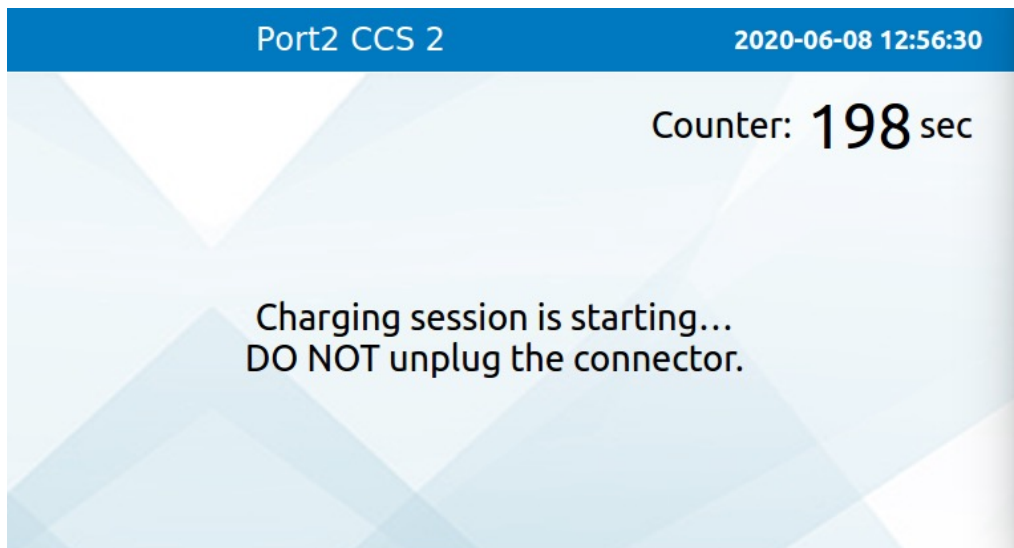 Port2 CCS 2
2020-06-08 12:56:30
Counter: 198 sec
Charging session is starting...
DO NOT unplug the connector.